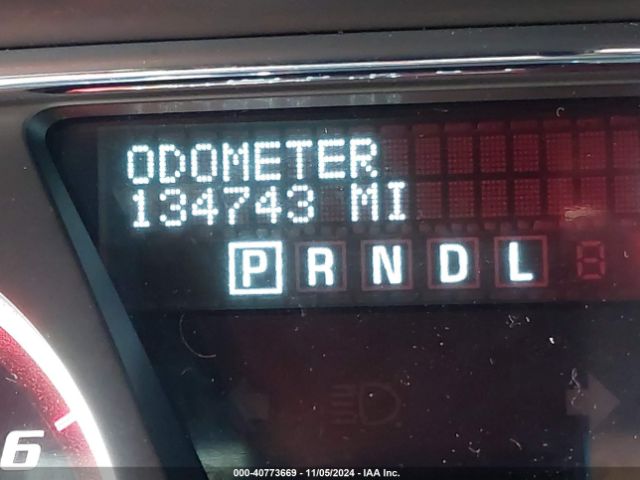 ODOMETER
134743 MI
P R N D L
6
000-40773669 - 11/05/2024 - IAA Inc.